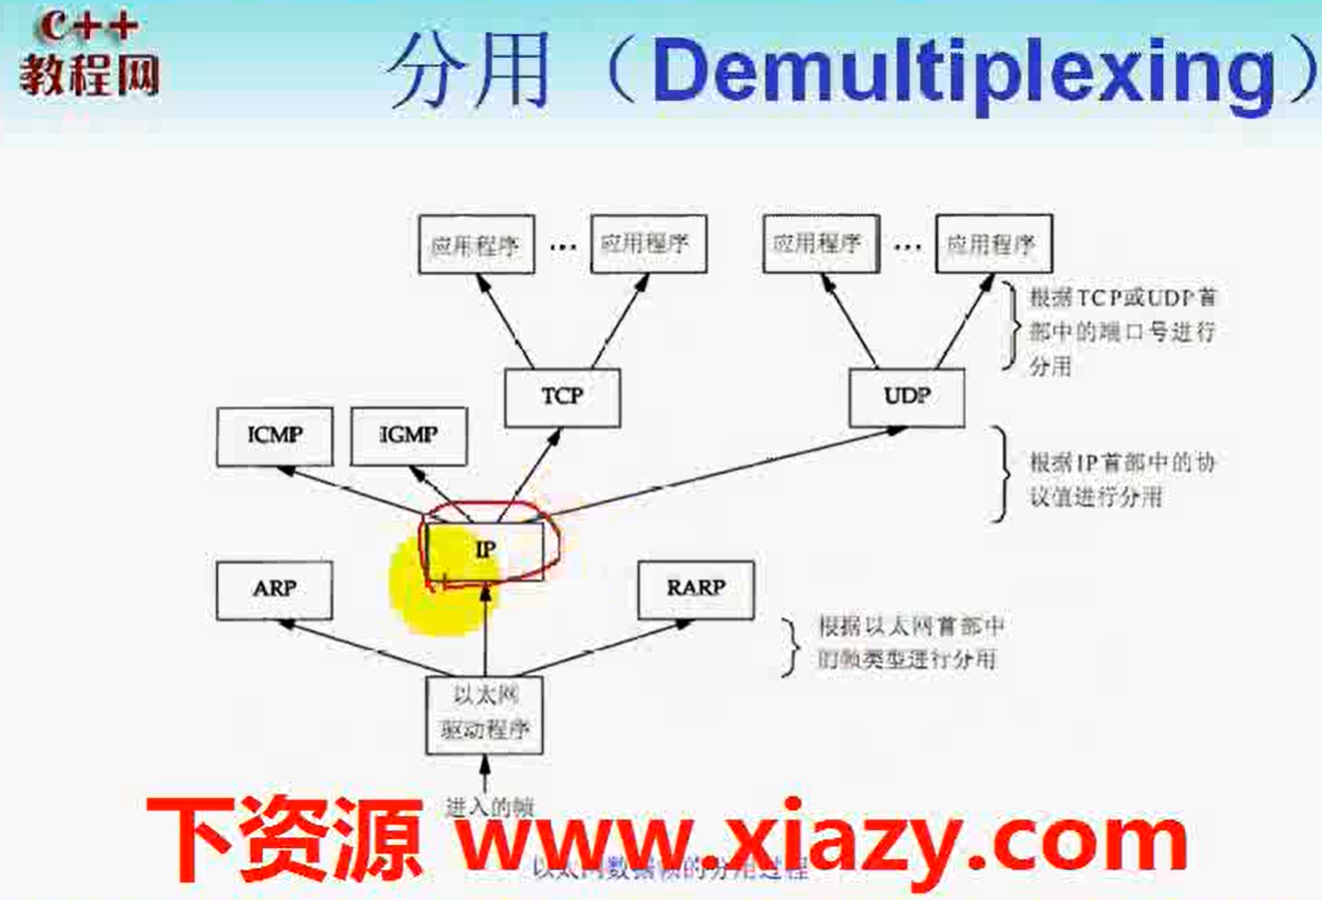 C++
教程网
分用（Demultiplexing）
应用程序 ... 应用程序 应用程序 ... 应用程序
根据TCP或UDP首
部中的端口号进行
分用
TCP
UDP
ICMP
IGMP
根据IP首部中的协
议值进行分用
IP
ARP
RARP
根据以太网首部中
的帧类型进行分用
以太网
驱动程序
进入的帧
下资源 www.xiazy.com
以太网数据帧的分用过程